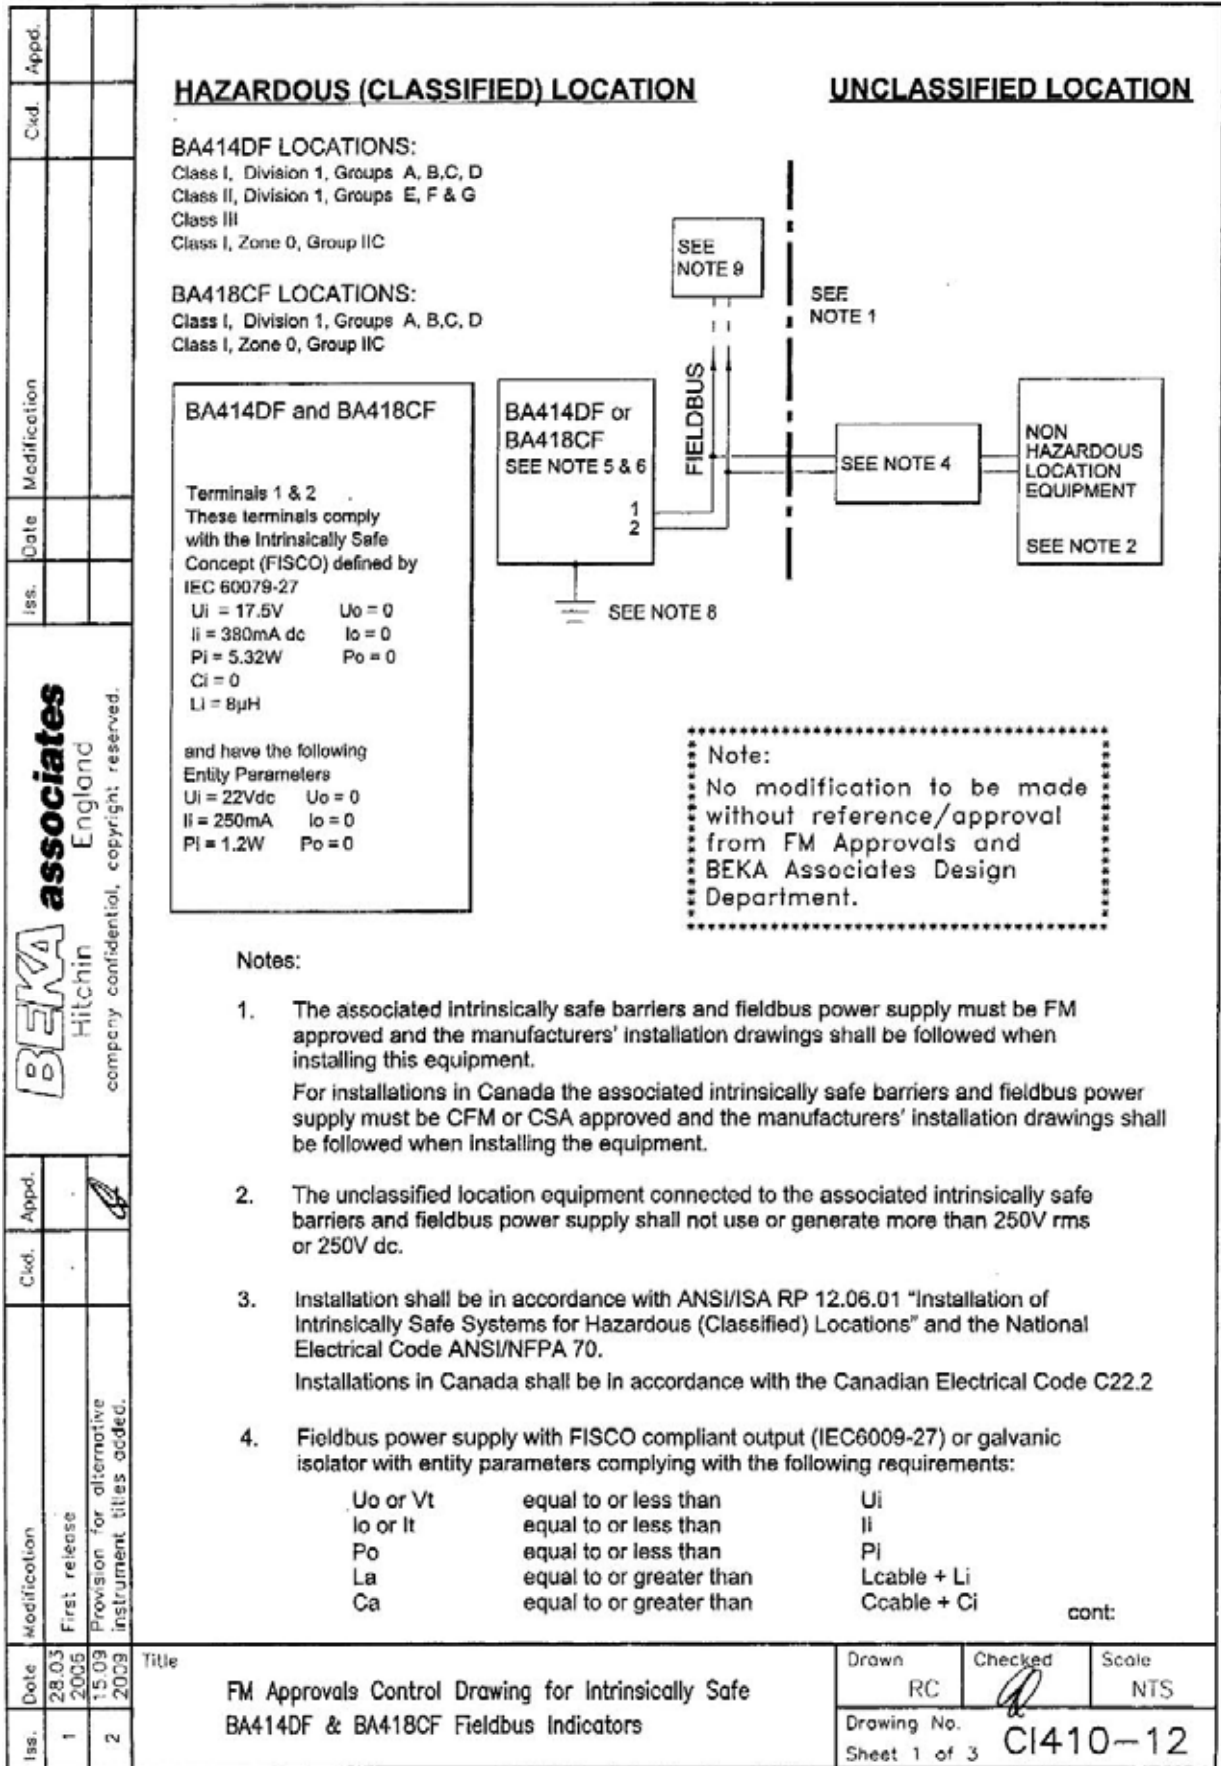 HAZARDOUS (CLASSIFIED) LOCATION
UNCLASSIFIED LOCATION
BA414DF LOCATIONS:
Class I, Division 1, Groups A, B,C, D
Class II, Division 1, Groups E, F & G
Class III
Class I, Zone 0, Group IIC
BA418CF LOCATIONS:
Class I, Division 1, Groups A, B,C, D
Class I, Zone 0, Group IIC
SEE
NOTE 9
SEE
NOTE 1
BA414DF and BA418CF
Terminals 1 & 2
These terminals comply
with the Intrinsically Safe
Concept (FISCO) defined by
IEC 60079-27
Ui = 17.5V Uo = 0
Ii = 380mA dc Io = 0
Pi = 5.32W Po = 0
Ci = 0
Li = 8µH
and have the following
Entity Parameters
Ui = 22Vdc Uo = 0
Ii = 250mA Io = 0
Pi = 1.2W Po = 0
BA414DF or
BA418CF
SEE NOTE 5 & 6
1
2
FIELDBUS
SEE NOTE 8
SEE NOTE 4
NON
HAZARDOUS
LOCATION
EQUIPMENT
SEE NOTE 2
Note:
No modification to be made
without reference/approval
from FM Approvals and
BEKA Associates Design
Department.
Notes:
1. The associated intrinsically safe barriers and fieldbus power supply must be FM
approved and the manufacturers' installation drawings shall be followed when
installing this equipment.
For installations in Canada the associated intrinsically safe barriers and fieldbus power
supply must be CFM or CSA approved and the manufacturers' installation drawings shall
be followed when installing the equipment.
2. The unclassified location equipment connected to the associated intrinsically safe
barriers and fieldbus power supply shall not use or generate more than 250V rms
or 250V dc.
3. Installation shall be in accordance with ANSI/ISA RP 12.06.01 "Installation of
Intrinsically Safe Systems for Hazardous (Classified) Locations" and the National
Electrical Code ANSI/NFPA 70.
Installations in Canada shall be in accordance with the Canadian Electrical Code C22.2
4. Fieldbus power supply with FISCO compliant output (IEC6009-27) or galvanic
isolator with entity parameters complying with the following requirements:
Uo or Vt equal to or less than Ui
Io or It equal to or less than Ii
Po equal to or less than Pi
La equal to or greater than Lcable + Li
Ca equal to or greater than Ccable + Ci
cont:
Title
FM Approvals Control Drawing for Intrinsically Safe
BA414DF & BA418CF Fieldbus Indicators
Drawn
RC
Checked
Scale
NTS
Drawing No.
Sheet 1 of 3
CI410-12
Iss. Date Modification Ckd. Appd.
BEKA associates
Hitchin England
company confidential, copyright reserved.
Iss. Date Modification Ckd. Appd.
1 28.03 2006 First release
2 15.09 2009 Provision for alternative
instrument titles added.